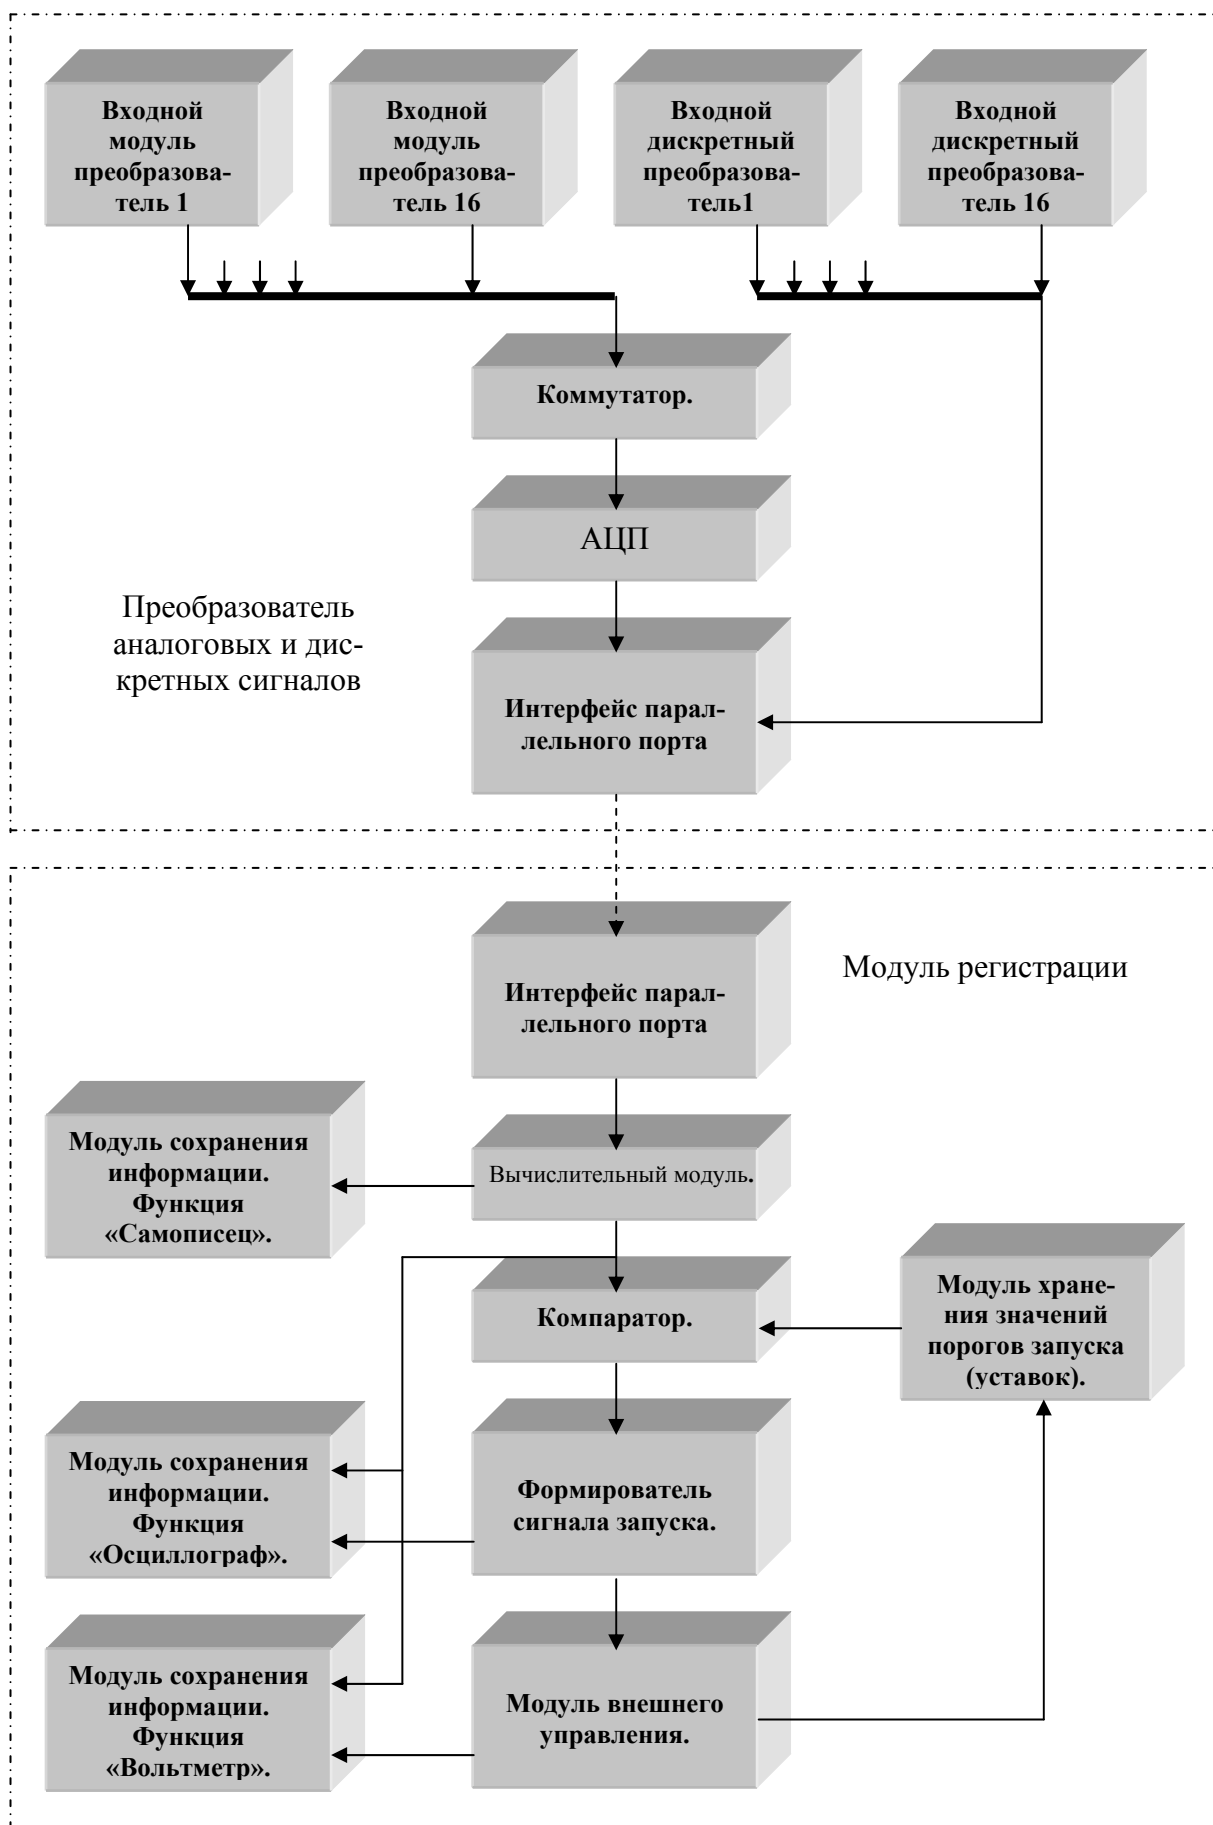 Входной
модуль
преобразова-
тель 1
Входной
модуль
преобразова-
тель 16
Входной
дискретный
преобразова-
тель1
Входной
дискретный
преобразова-
тель 16
Коммутатор.
АЦП
Преобразователь
аналоговых и дис-
кретных сигналов
Интерфейс парал-
лельного порта
Модуль регистрации
Интерфейс парал-
лельного порта
Модуль сохранения
информации.
Функция
«Самописец».
Вычислительный модуль.
Компаратор.
Модуль хране-
ния значений
порогов запуска
(уставок).
Модуль сохранения
информации.
Функция
«Осциллограф».
Формирователь
сигнала запуска.
Модуль сохранения
информации.
Функция
«Вольтметр».
Модуль внешнего
управления.